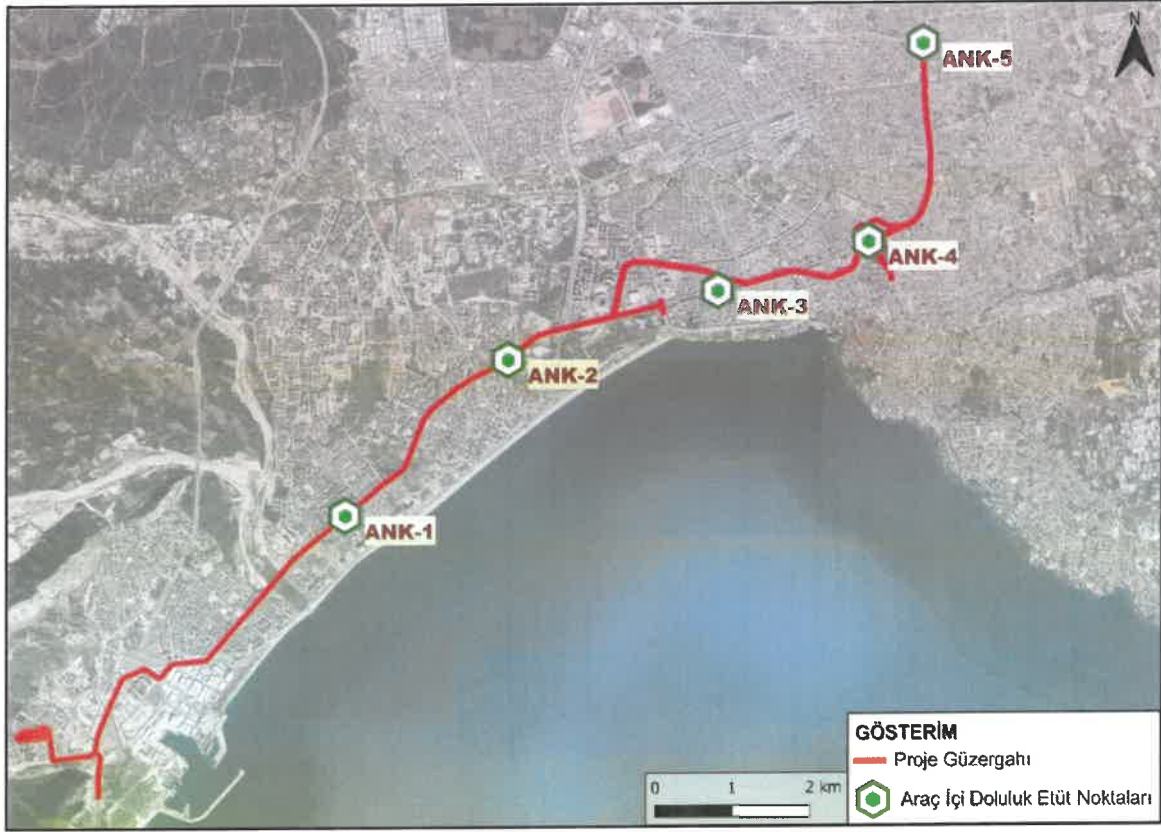 N
ANK-5
ANK-4
ANK-3
ANK-2
ANK-1
GÖSTERİM
Proje Güzergahı
Araç İçi Doluluk Etüt Noktaları
0 1 2 km